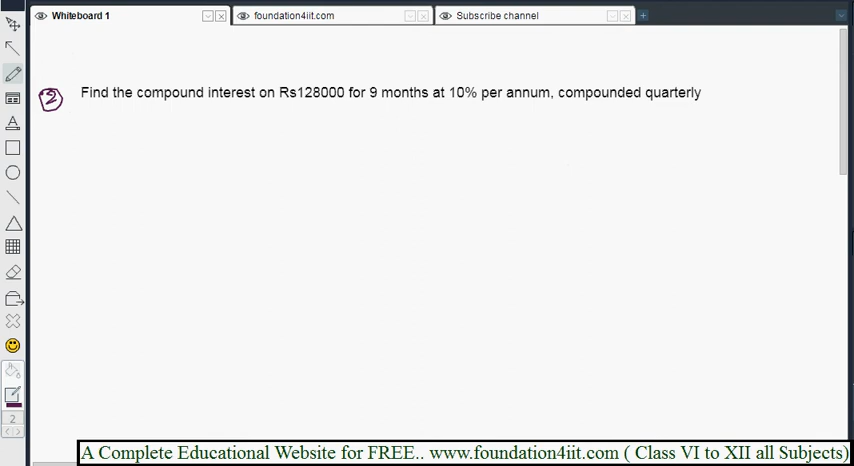 Whiteboard 1
foundation4iit.com
Subscribe channel
2 Find the compound interest on Rs128000 for 9 months at 10% per annum, compounded quarterly
A
2
A Complete Educational Website for FREE.. www.foundation4iit.com ( Class VI to XII all Subjects)